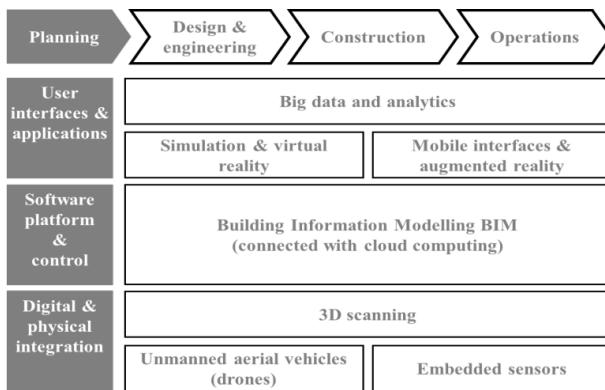 Planning
Design &
engineering
Construction
Operations
User
interfaces &
applications
Big data and analytics
Simulation & virtual
reality
Mobile interfaces &
augmented reality
Software
platform
&
control
Building Information Modelling BIM
(connected with cloud computing)
Digital &
physical
integration
3D scanning
Unmanned aerial vehicles
(drones)
Embedded sensors